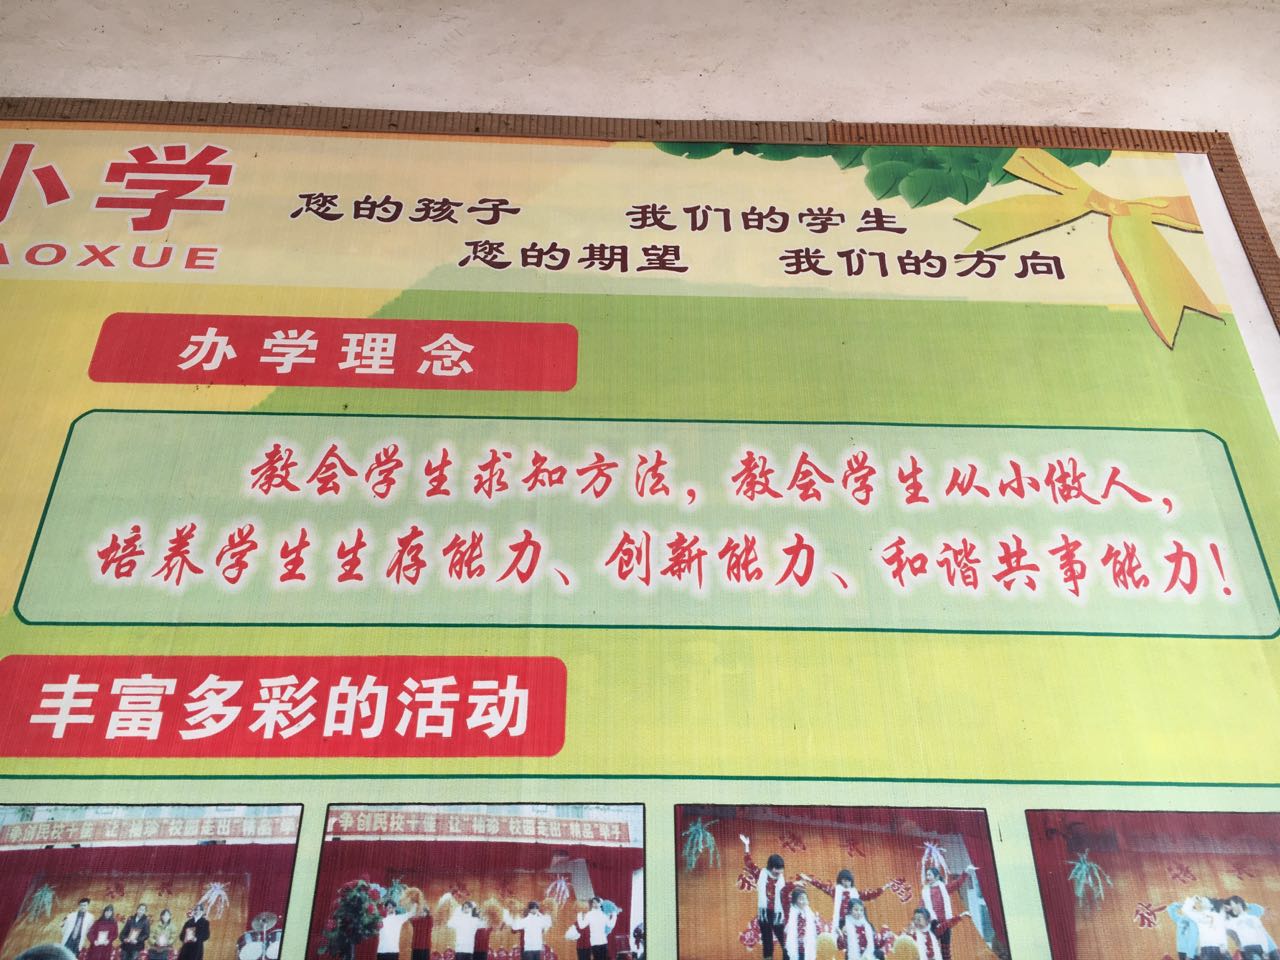 小学
AOXUE
您的孩子 我们的学生
您的期望 我们的方向
办学理念
教会学生求知方法，教会学生从小做人，
培养学生生存能力、创新能力、和谐共事能力！
丰富多彩的活动
争创民校十佳 让"袖珍"校园走出"精品"
争创民校十佳 让"袖珍"校园走出"精品"学子